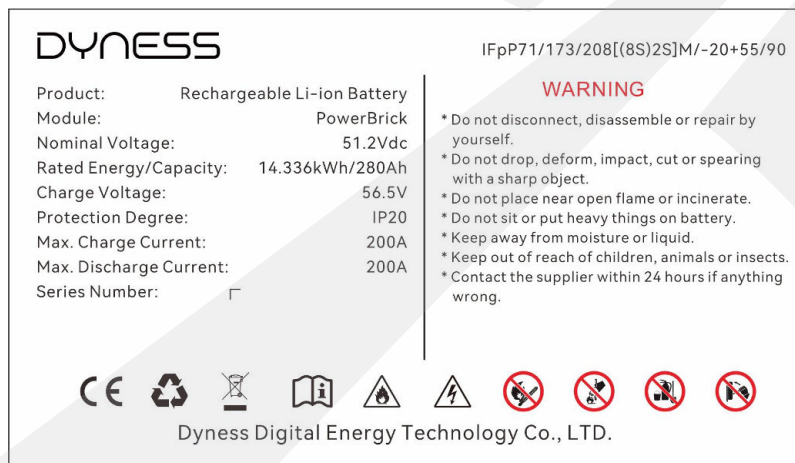 DYNESS
IFpP71/173/208[(8S)2S]M/-20+55/90
Product: Rechargeable Li-ion Battery
Module: PowerBrick
Nominal Voltage: 51.2Vdc
Rated Energy/Capacity: 14.336kWh/280Ah
Charge Voltage: 56.5V
Protection Degree: IP20
Max. Charge Current: 200A
Max. Discharge Current: 200A
Series Number:
WARNING
* Do not disconnect, disassemble or repair by
yourself.
* Do not drop, deform, impact, cut or spearing
with a sharp object.
* Do not place near open flame or incinerate.
* Do not sit or put heavy things on battery.
* Keep away from moisture or liquid.
* Keep out of reach of children, animals or insects.
* Contact the supplier within 24 hours if anything
wrong.
CE
Dyness Digital Energy Technology Co., LTD.